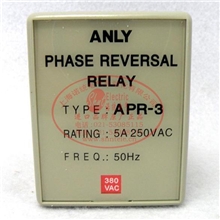 ANLY
PHASE REVERSAL
RELAY
TYPE: APR-3
RATING : 5A 250VAC
FREQ.: 50Hz
380
VAC